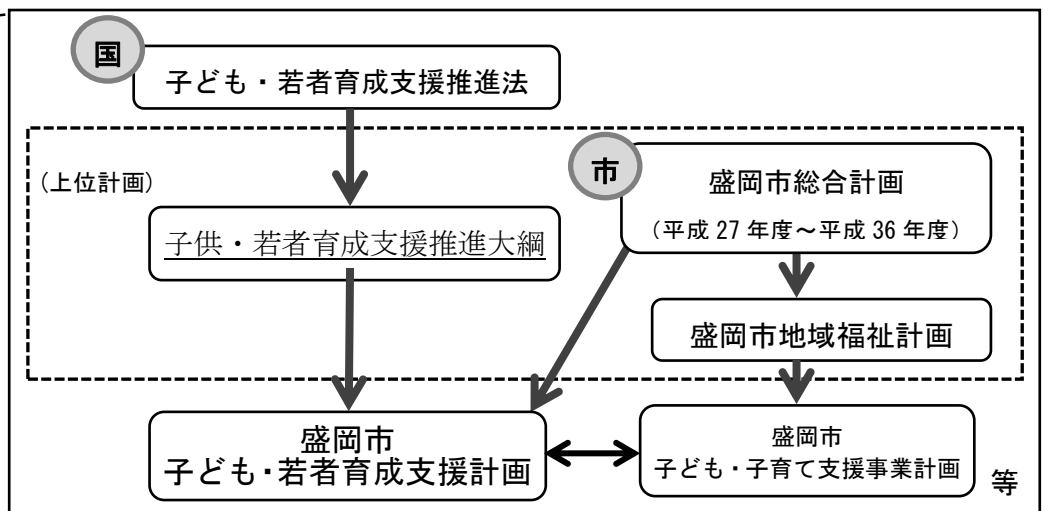 国
子ども・若者育成支援推進法
(上位計画)
市
盛岡市総合計画
(平成 27 年度～平成 36 年度)
子供・若者育成支援推進大綱
盛岡市地域福祉計画
盛岡市
子ども・若者育成支援計画
盛岡市
子ども・子育て支援事業計画
等